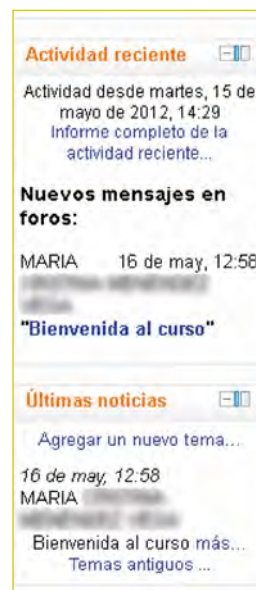 Actividad reciente
Actividad desde martes, 15 de
mayo de 2012, 14:29
Informe completo de la
actividad reciente...
Nuevos mensajes en
foros:
MARIA 16 de may, 12:58
"Bienvenida al curso"
Últimas noticias
Agregar un nuevo tema...
16 de may, 12:58
MARIA
Bienvenida al curso más...
Temas antiguos ...